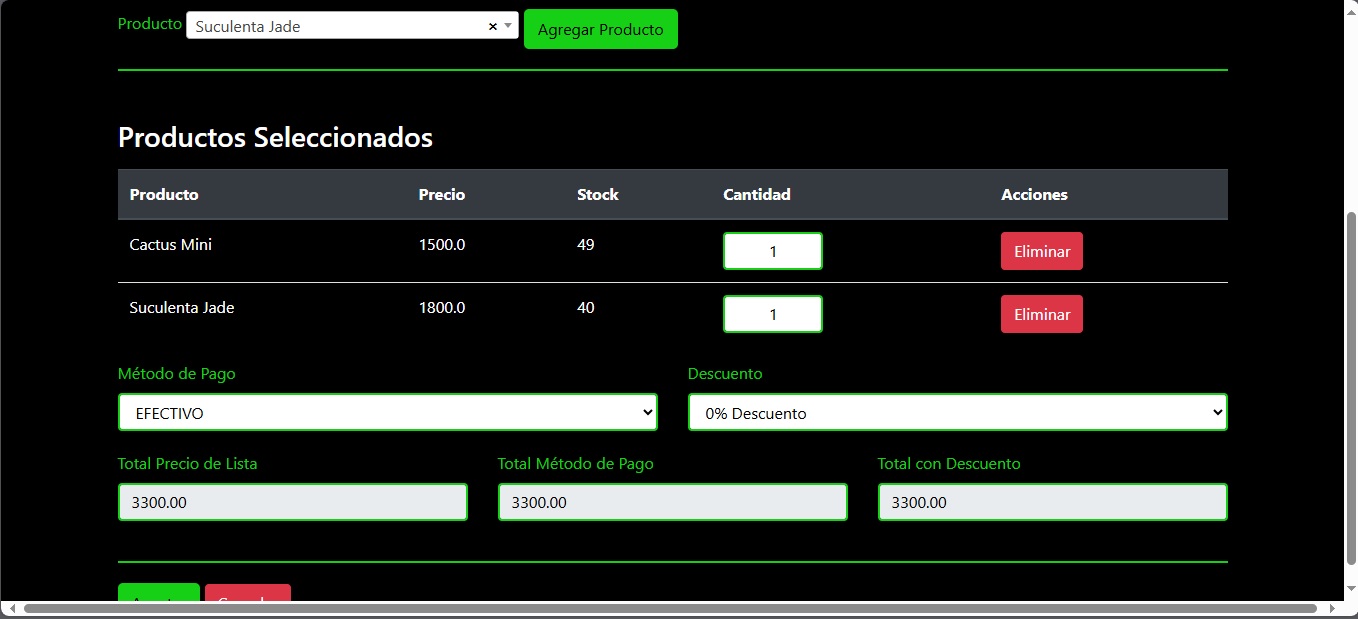 Producto Suculenta Jade × Agregar Producto
Productos Seleccionados
Producto Precio Stock Cantidad Acciones
Cactus Mini 1500.0 49 1 Eliminar
Suculenta Jade 1800.0 40 1 Eliminar
Método de Pago Descuento
EFECTIVO 0% Descuento
Total Precio de Lista Total Método de Pago Total con Descuento
3300.00 3300.00 3300.00